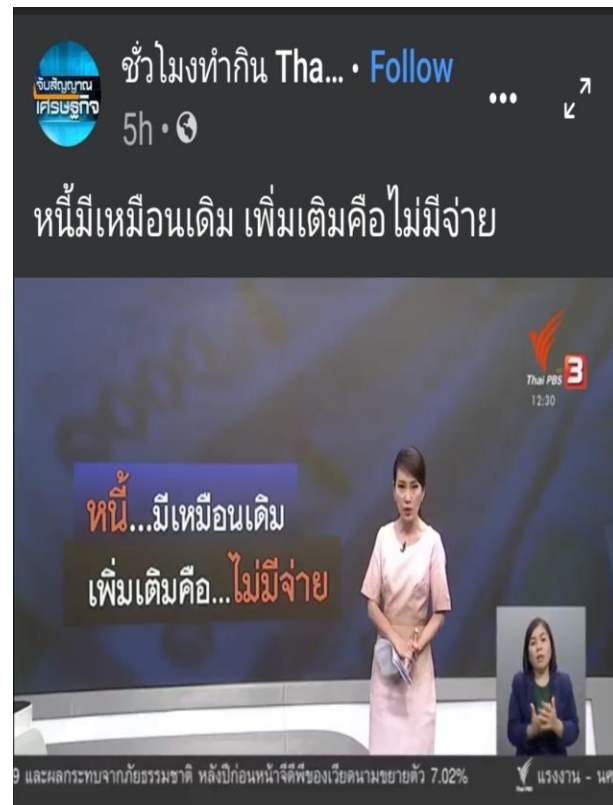 จับสัญญาณ
เศรษฐกิจ
ชั่วโมงทำกิน Tha... • Follow
5h •
หนี้มีเหมือนเดิม เพิ่มเติมคือไม่มีจ่าย
Thai PBS 3
12:30
หนี้...มีเหมือนเดิม
เพิ่มเติมคือ...ไม่มีจ่าย
9 และผลกระทบจากภัยธรรมชาติ หลังปีก่อนหน้าจีดีพีของเวียดนามขยายตัว 7.02% Thai PBS แรงงาน - นค